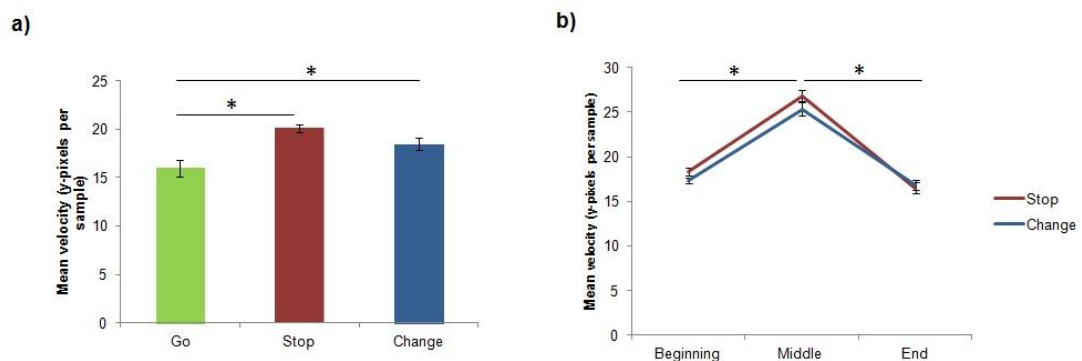 a)
Mean velocity (y-pixels per
sample)
25
20
15
10
5
0
*
*
Go
Stop
Change
b)
Mean velocity (y-pixels per sample)
30
25
20
15
10
5
0
*
*
Beginning
Middle
End
Stop
Change